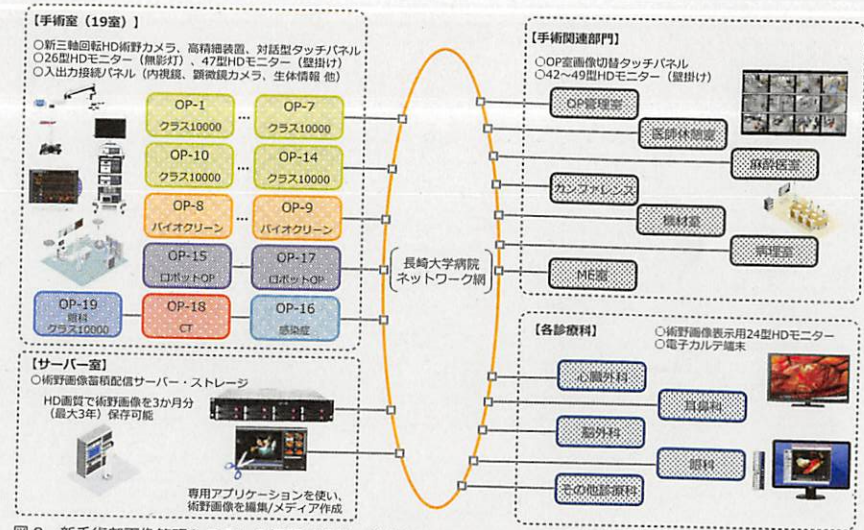 【手術室（19室）】
○新三軸回転HD術野カメラ、高精細装置、対話型タッチパネル
○26型HDモニター（無影灯）、47型HDモニター（壁掛け）
○入出力接続パネル（内視鏡、顕微鏡カメラ、生体情報 他）
OP-1
クラス10000
…
OP-7
クラス10000
OP-10
クラス10000
…
OP-14
クラス10000
OP-8
バイオクリーン
…
OP-9
バイオクリーン
OP-15
ロボットOP
OP-17
ロボットOP
OP-19
眼科
クラス10000
OP-18
CT
OP-16
感染症
【サーバー室】
○術野画像蓄積配信サーバー・ストレージ
HD画質で術野画像を3か月分
（最大3年）保存可能
専用アプリケーションを使い、
術野画像を編集/メディア作成
長崎大学病院
ネットワーク網
【手術関連部門】
○OP室画像切替タッチパネル
○42～49型HDモニター（壁掛け）
OP管理室
医師休憩室
麻酔医室
カンファレンス
機材室
病理室
ME室
【各診療科】
○術野画像表示用24型HDモニター
○電子カルテ端末
心臓外科
耳鼻科
脳外科
眼科
その他診療科